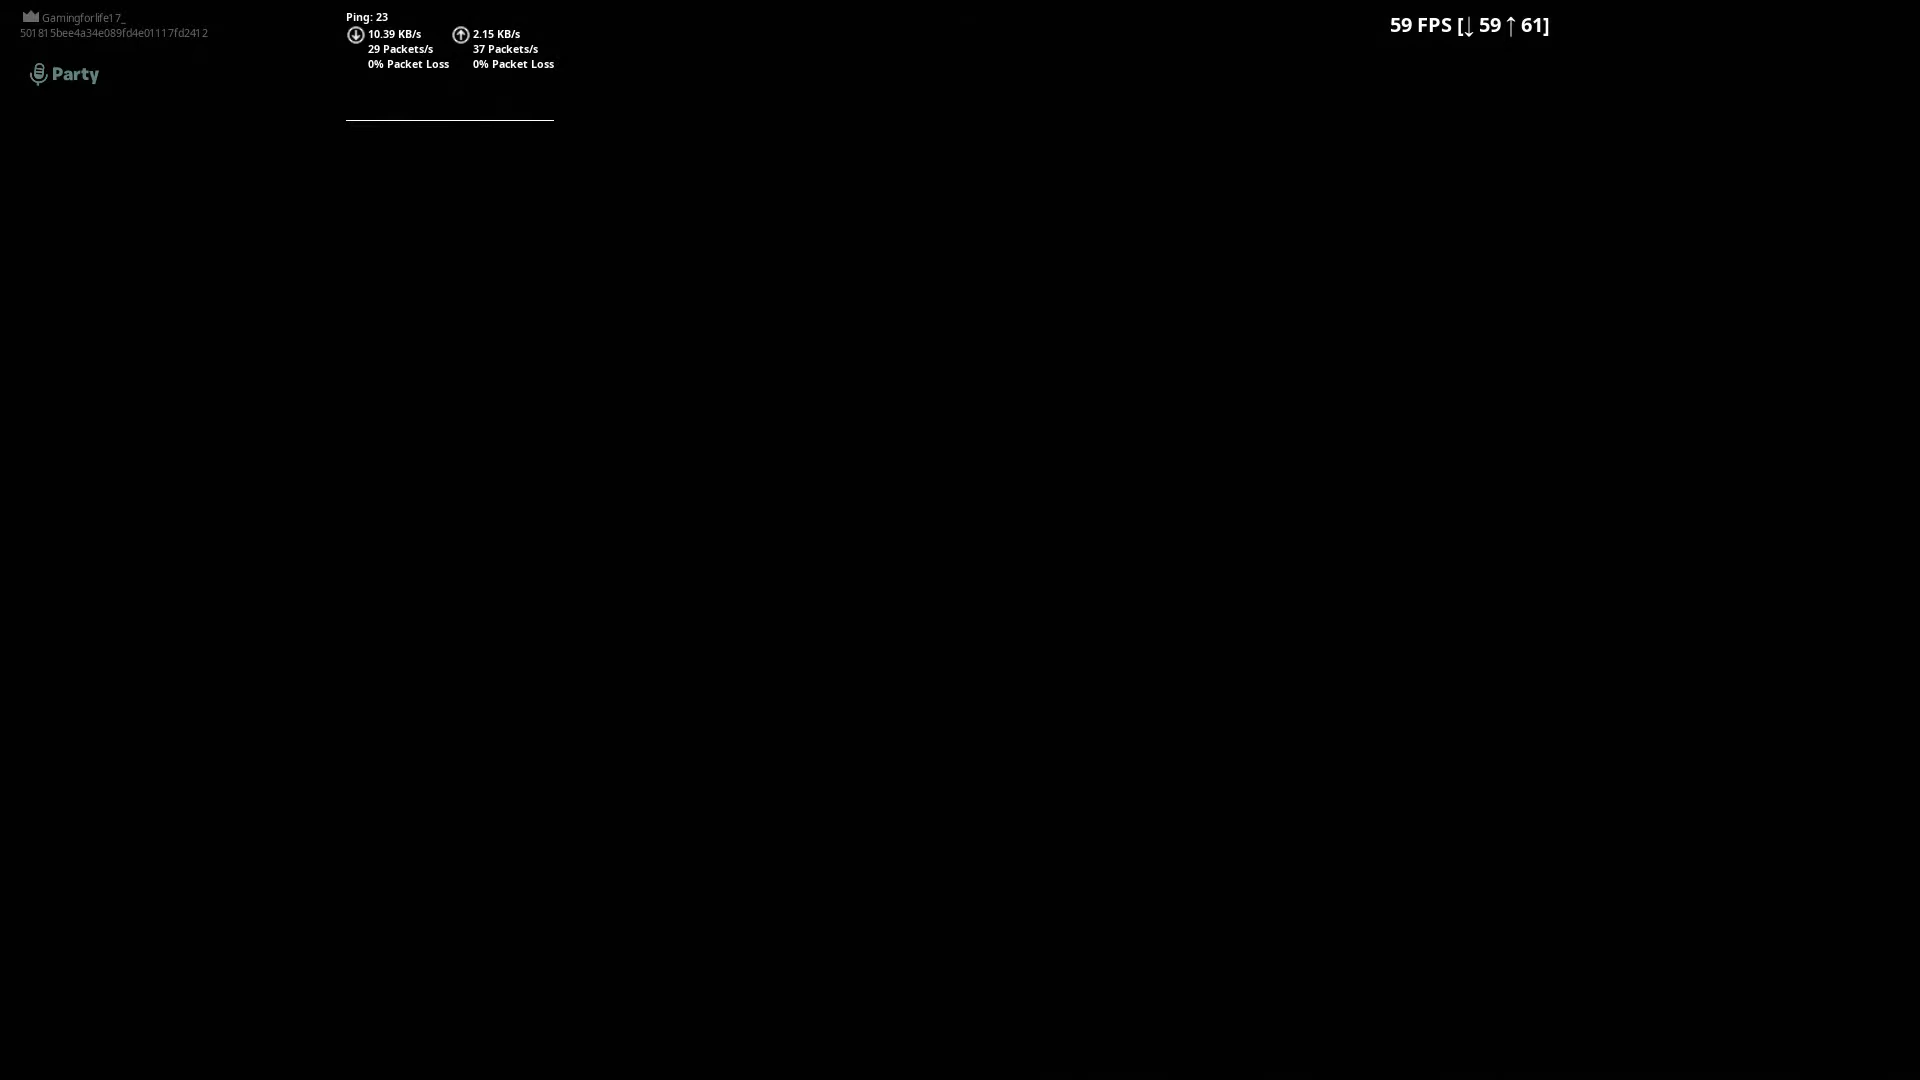 Gamingforlife17_
501815bee4a34e089fd4e01117fd2412
Party
Ping: 23
10.39 KB/s 2.15 KB/s
29 Packets/s 37 Packets/s
0% Packet Loss 0% Packet Loss
59 FPS [↓ 59 ↑ 61]